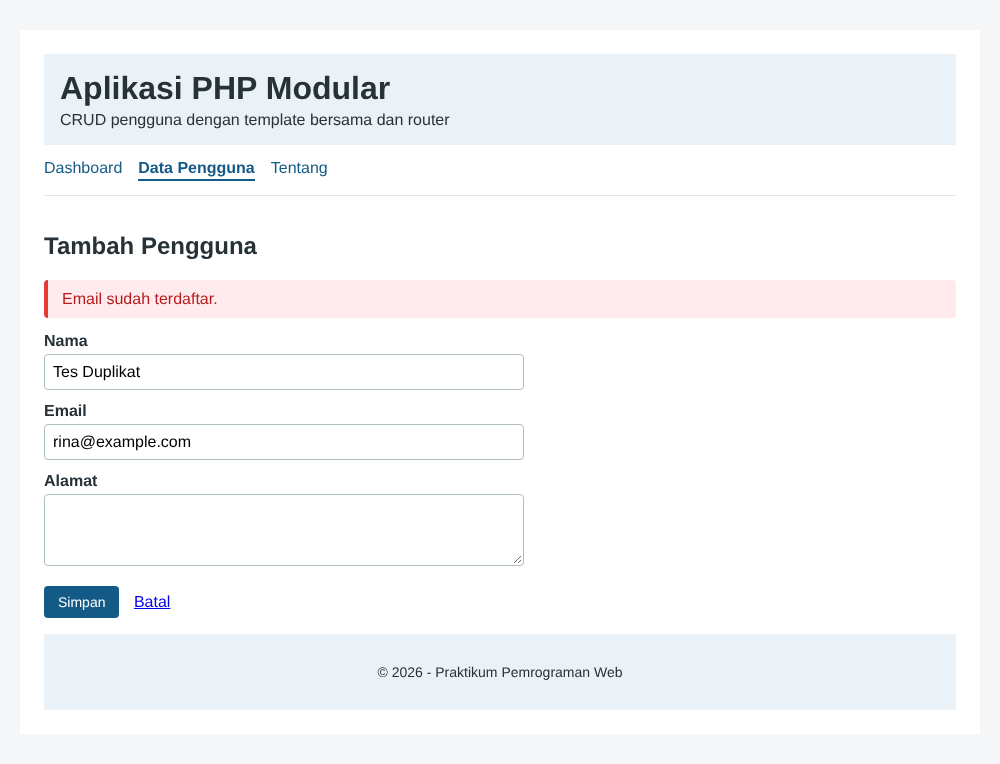 Aplikasi PHP Modular
CRUD pengguna dengan template bersama dan router
Dashboard Data Pengguna Tentang
Tambah Pengguna
Email sudah terdaftar.
Nama
Tes Duplikat
Email
rina@example.com
Alamat
Simpan Batal
© 2026 - Praktikum Pemrograman Web